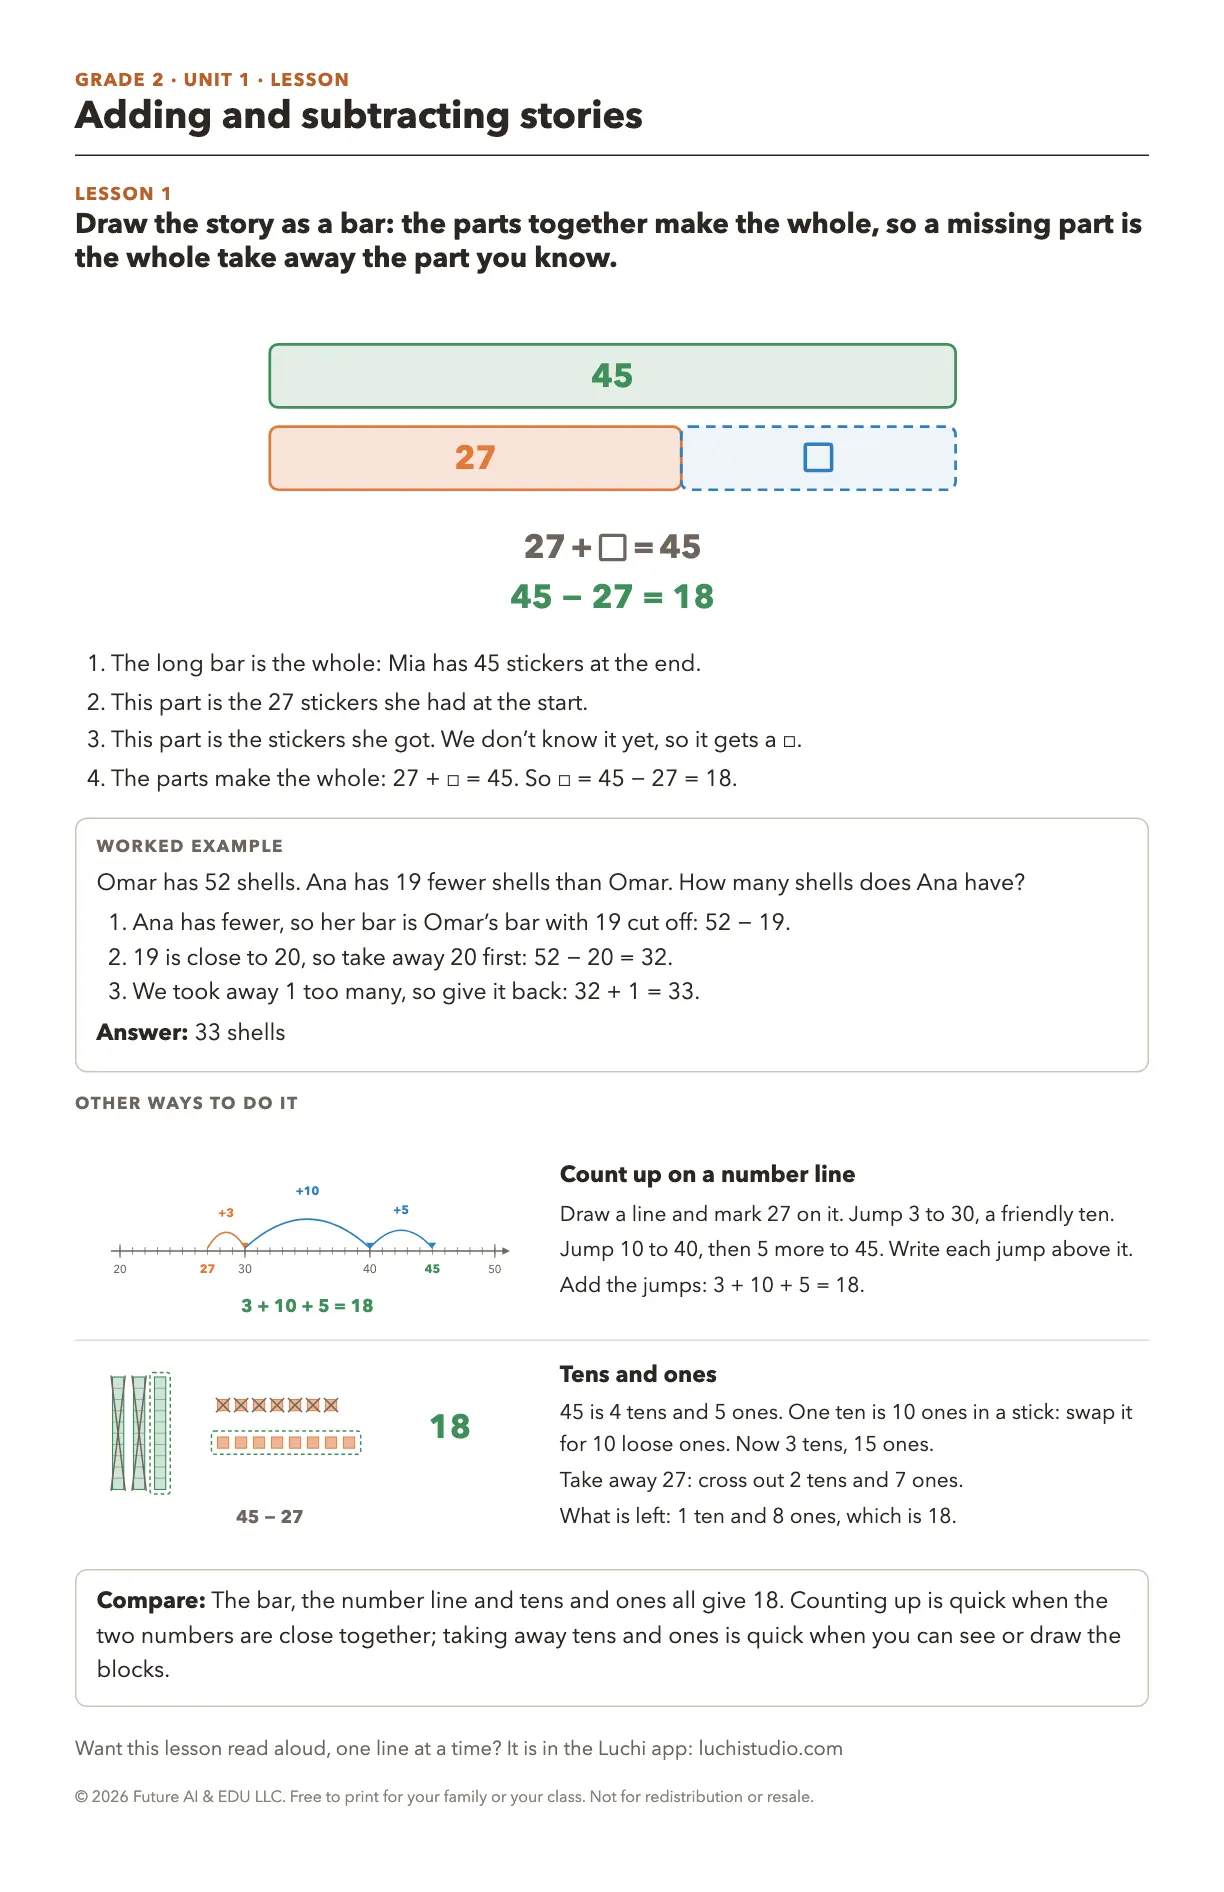 GRADE 2 · UNIT 1 · LESSON
Adding and subtracting stories
LESSON 1
Draw the story as a bar: the parts together make the whole, so a missing part is
the whole take away the part you know.
45
27 □
27 + □ = 45
45 − 27 = 18
1. The long bar is the whole: Mia has 45 stickers at the end.
2. This part is the 27 stickers she had at the start.
3. This part is the stickers she got. We don’t know it yet, so it gets a □.
4. The parts make the whole: 27 + □ = 45. So □ = 45 − 27 = 18.
WORKED EXAMPLE
Omar has 52 shells. Ana has 19 fewer shells than Omar. How many shells does Ana have?
1. Ana has fewer, so her bar is Omar’s bar with 19 cut off: 52 − 19.
2. 19 is close to 20, so take away 20 first: 52 − 20 = 32.
3. We took away 1 too many, so give it back: 32 + 1 = 33.
Answer: 33 shells
OTHER WAYS TO DO IT
+3 +10 +5
20 27 30 40 45 50
3 + 10 + 5 = 18
Count up on a number line
Draw a line and mark 27 on it. Jump 3 to 30, a friendly ten.
Jump 10 to 40, then 5 more to 45. Write each jump above it.
Add the jumps: 3 + 10 + 5 = 18.
18
45 − 27
Tens and ones
45 is 4 tens and 5 ones. One ten is 10 ones in a stick: swap it
for 10 loose ones. Now 3 tens, 15 ones.
Take away 27: cross out 2 tens and 7 ones.
What is left: 1 ten and 8 ones, which is 18.
Compare: The bar, the number line and tens and ones all give 18. Counting up is quick when the
two numbers are close together; taking away tens and ones is quick when you can see or draw the
blocks.
Want this lesson read aloud, one line at a time? It is in the Luchi app: luchistudio.com
© 2026 Future AI & EDU LLC. Free to print for your family or your class. Not for redistribution or resale.